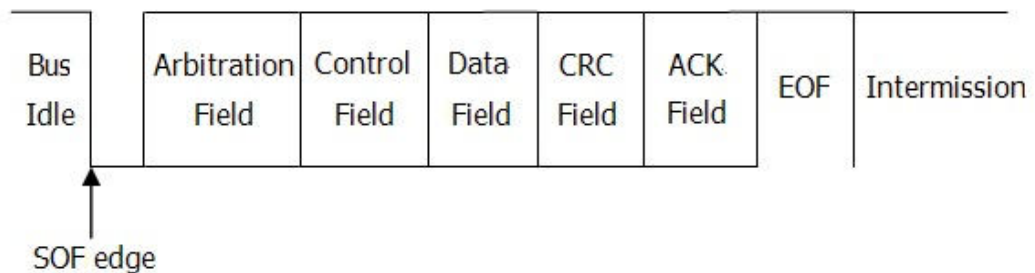 Bus Idle
Arbitration Field
Control Field
Data Field
CRC Field
ACK Field
EOF
Intermission
SOF edge